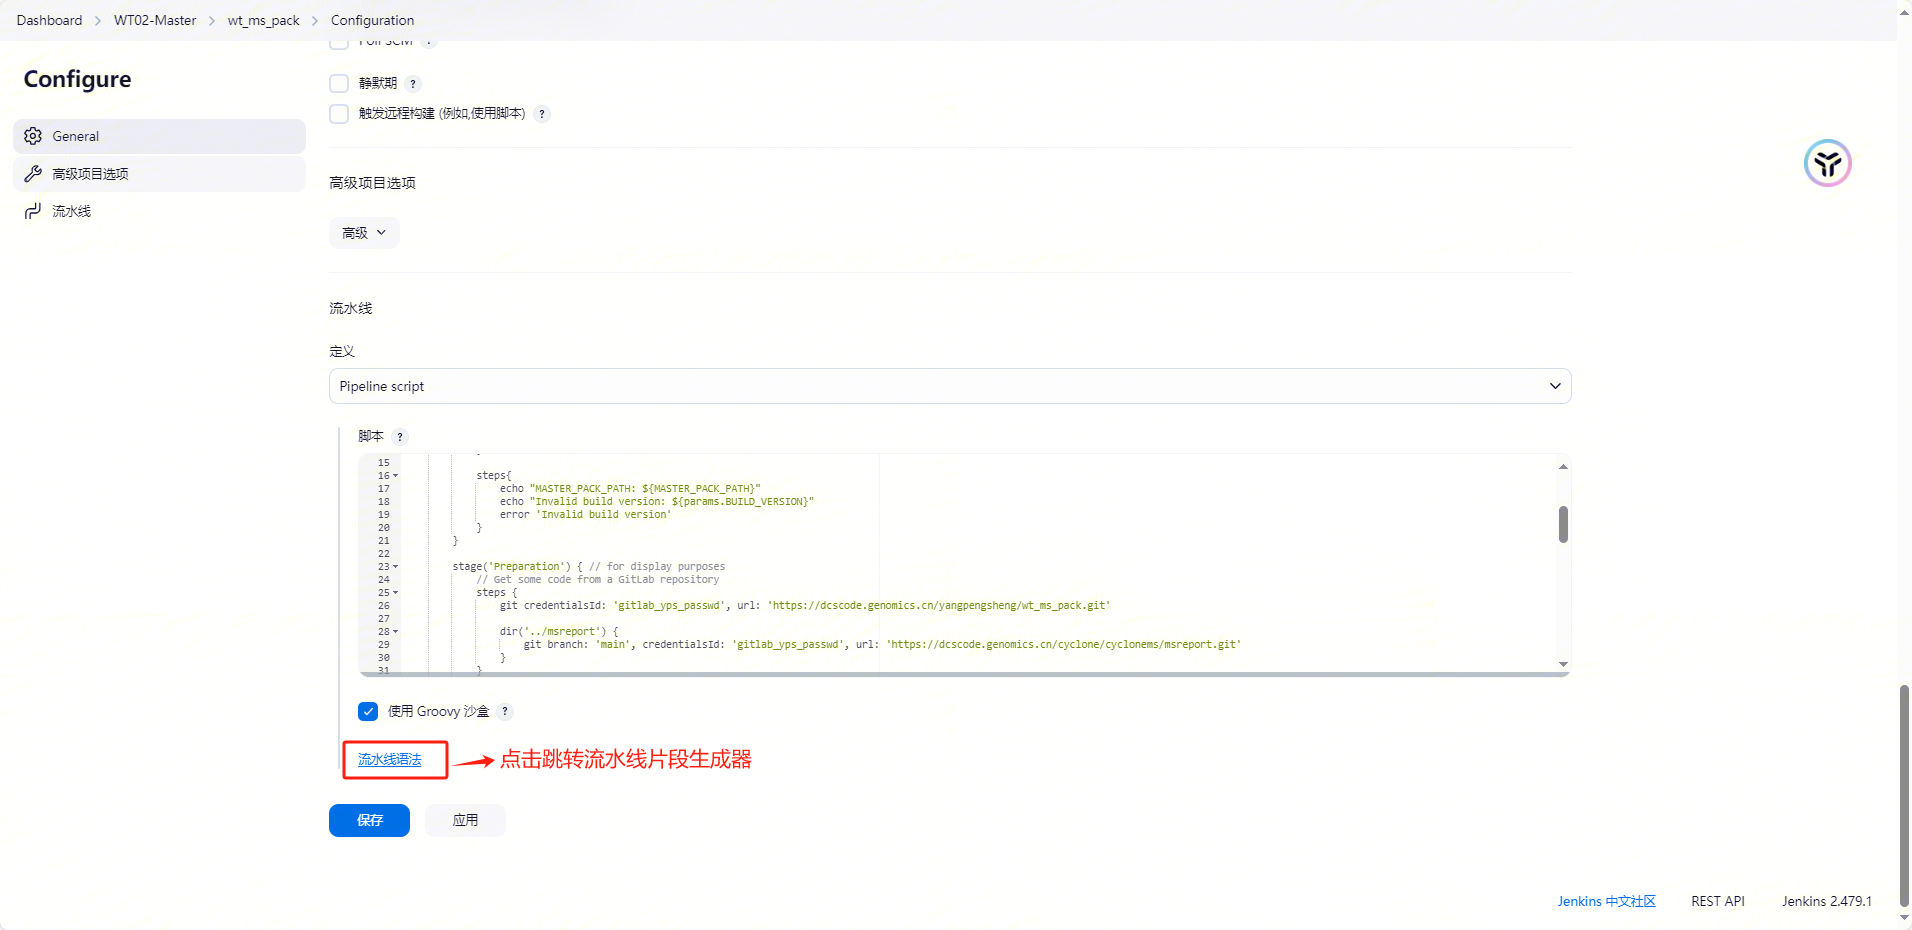 Dashboard > WT02-Master > wt_ms_pack > Configuration
Configure
General
高级项目选项
流水线
Poll SCM ?
静默期 ?
触发远程构建 (例如,使用脚本) ?
高级项目选项
高级
流水线
定义
Pipeline script
脚本 ?
15
16 steps{
17 echo "MASTER_PACK_PATH: ${MASTER_PACK_PATH}"
18 echo "Invalid build version: ${params.BUILD_VERSION}"
19 error 'Invalid build version'
20 }
21 }
22
23 stage('Preparation') { // for display purposes
24 // Get some code from a GitLab repository
25 steps {
26 git credentialsId: 'gitlab_yps_passwd', url: 'https://dcscode.genomics.cn/yangpengsheng/wt_ms_pack.git'
27
28 dir('../msreport') {
29 git branch: 'main', credentialsId: 'gitlab_yps_passwd', url: 'https://dcscode.genomics.cn/cyclone/cyclonems/msreport.git'
30 }
31 }
使用 Groovy 沙盒 ?
流水线语法
点击跳转流水线片段生成器
保存
应用
Jenkins 中文社区
REST API
Jenkins 2.479.1